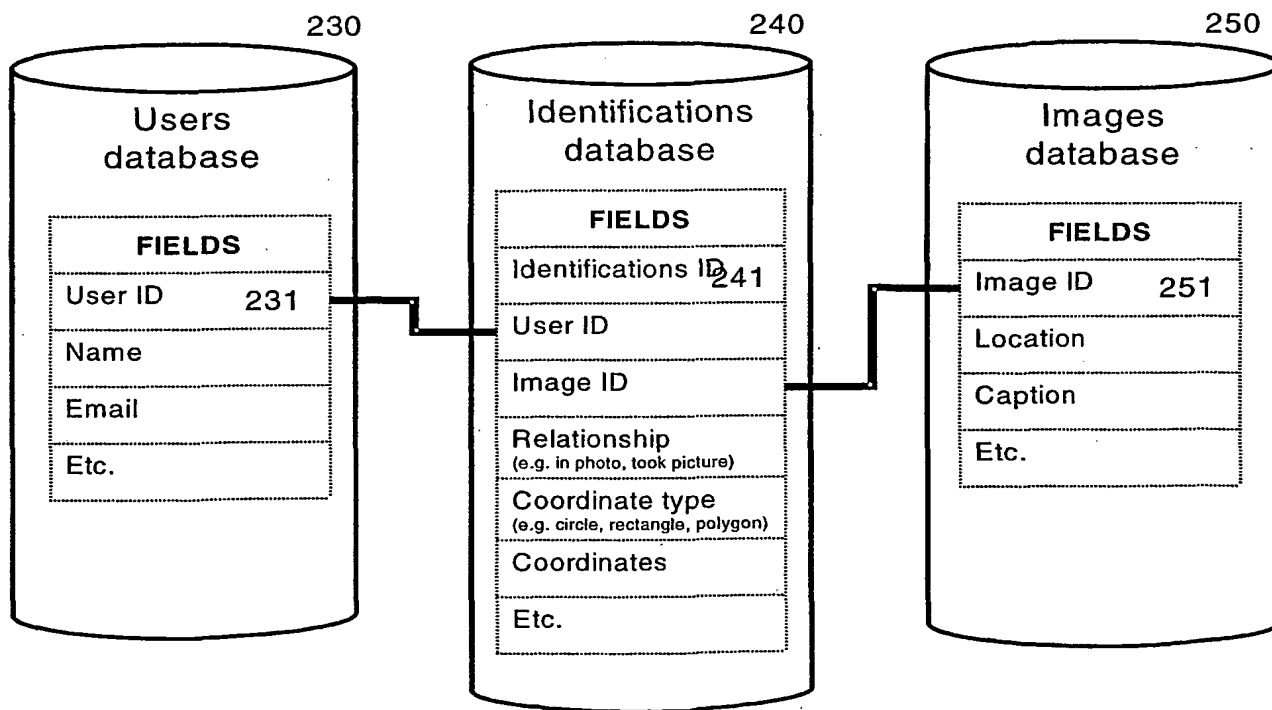 230
Users
database
FIELDS
User ID 231
Name
Email
Etc.
240
Identifications
database
FIELDS
Identifications ID 241
User ID
Image ID
Relationship
(e.g. in photo, took picture)
Coordinate type
(e.g. circle, rectangle, polygon)
Coordinates
Etc.
250
Images
database
FIELDS
Image ID 251
Location
Caption
Etc.